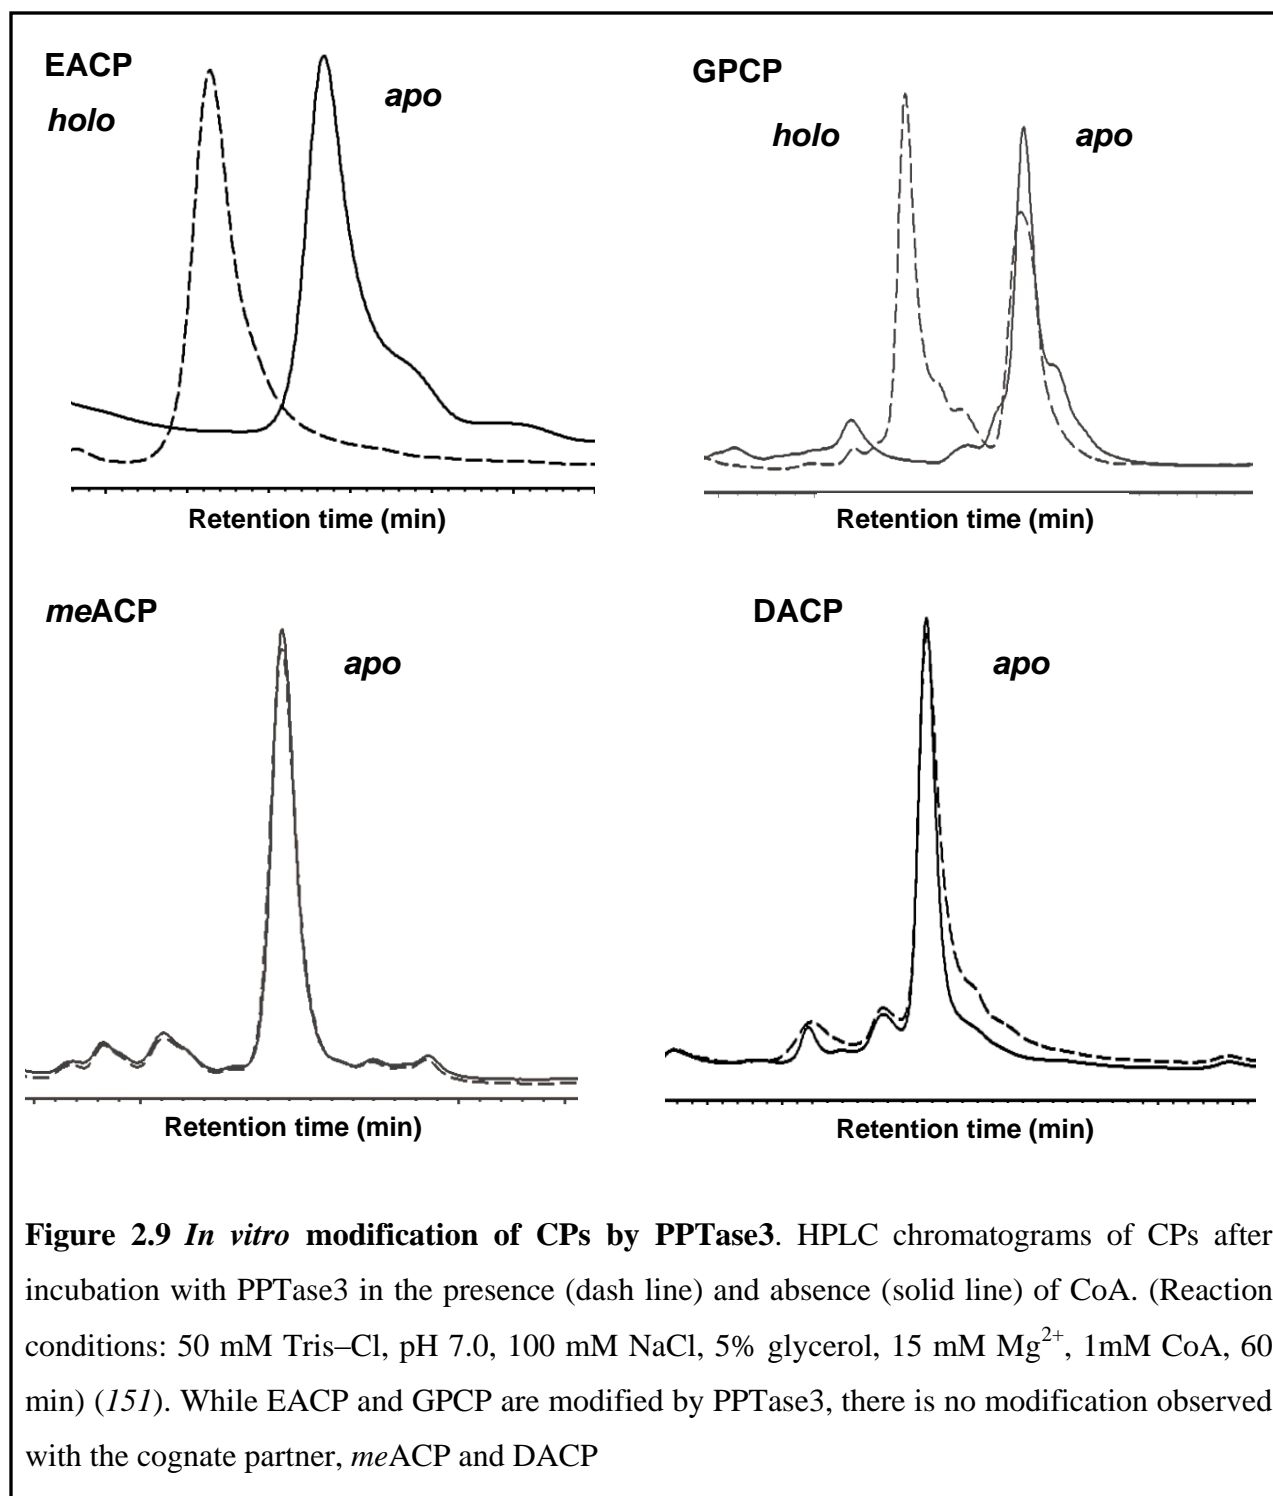 EACP
holo
apo
Retention time (min)
GPCP
holo
apo
Retention time (min)
meACP
apo
Retention time (min)
DACP
apo
Retention time (min)
Figure 2.9 In vitro modification of CPs by PPTase3. HPLC chromatograms of CPs after
incubation with PPTase3 in the presence (dash line) and absence (solid line) of CoA. (Reaction
conditions: 50 mM Tris–Cl, pH 7.0, 100 mM NaCl, 5% glycerol, 15 mM Mg²⁺, 1mM CoA, 60
min) (151). While EACP and GPCP are modified by PPTase3, there is no modification observed
with the cognate partner, meACP and DACP